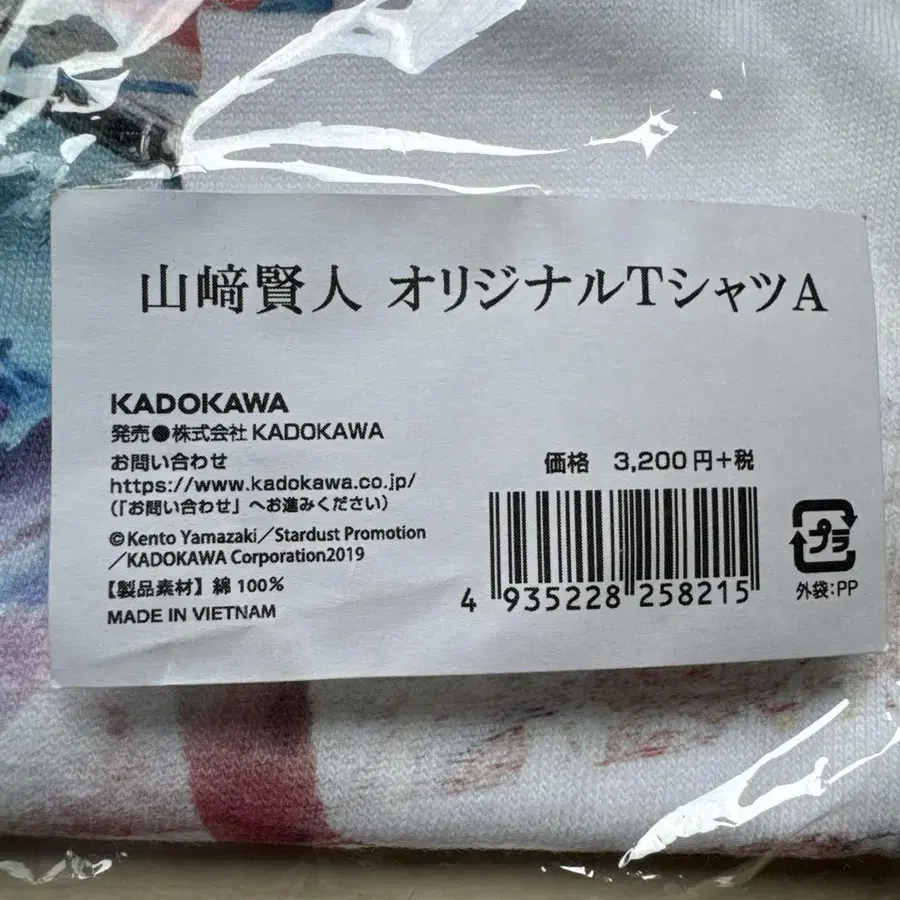 山﨑賢人 オリジナルTシャツA
KADOKAWA
発売●株式会社 KADOKAWA
お問い合わせ
https://www.kadokawa.co.jp/
(「お問い合わせ」へお進みください)
©Kento Yamazaki／Stardust Promotion
／KADOKAWA Corporation2019
【製品素材】綿 100%
MADE IN VIETNAM
価格 3,200円+税
4 935228 258215
プラ
外袋:PP